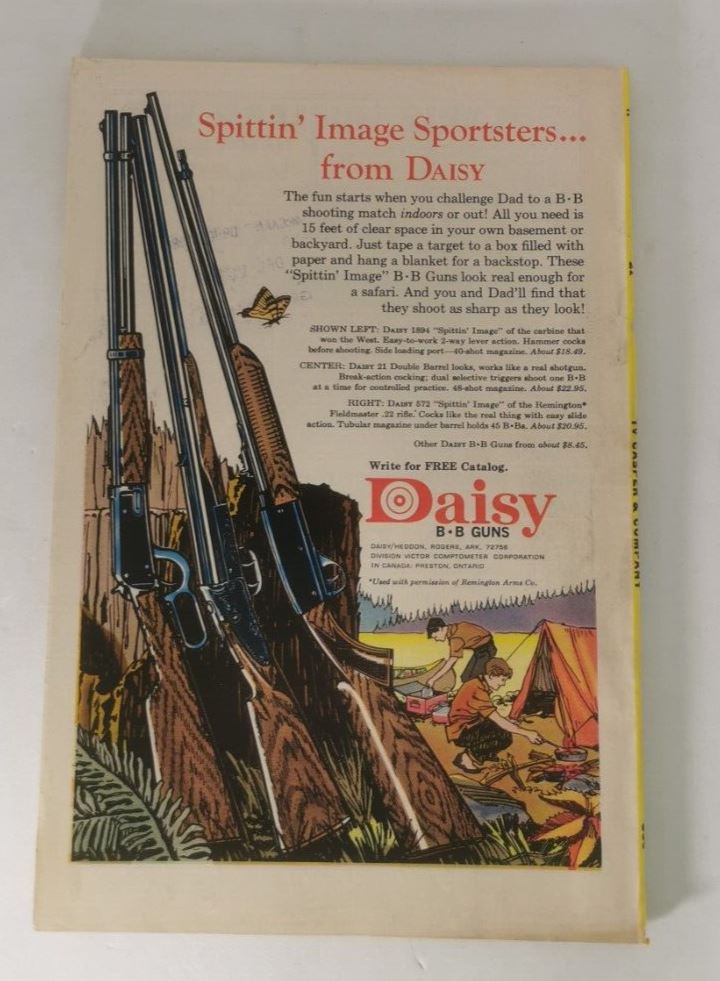 Spittin' Image Sportsters...
from DAISY
The fun starts when you challenge Dad to a B·B
shooting match indoors or out! All you need is
15 feet of clear space in your own basement or
backyard. Just tape a target to a box filled with
paper and hang a blanket for a backstop. These
"Spittin' Image" B·B Guns look real enough for
a safari. And you and Dad'll find that
they shoot as sharp as they look!
SHOWN LEFT: DAISY 1894 "Spittin' Image" of the carbine that
won the West. Easy-to-work 2-way lever action. Hammer cocks
before shooting. Side loading port—40-shot magazine. About $18.49.
CENTER: DAISY 21 Double Barrel looks, works like a real shotgun.
Break-action cocking; dual selective triggers shoot one B·B
at a time for controlled practice. 48-shot magazine. About $22.95.
RIGHT: DAISY 572 "Spittin' Image" of the Remington*
Fieldmaster .22 rifle. Cocks like the real thing with easy slide
action. Tubular magazine under barrel holds 45 B·Bs. About $20.95.
Other DAISY B·B Guns from about $8.45.
Write for FREE Catalog.
Daisy
B·B GUNS
DAISY/HEDDON, ROGERS, ARK. 72756
DIVISION VICTOR COMPTOMETER CORPORATION
IN CANADA: PRESTON, ONTARIO
*Used with permission of Remington Arms Co.
TV CASPER & COMPANY